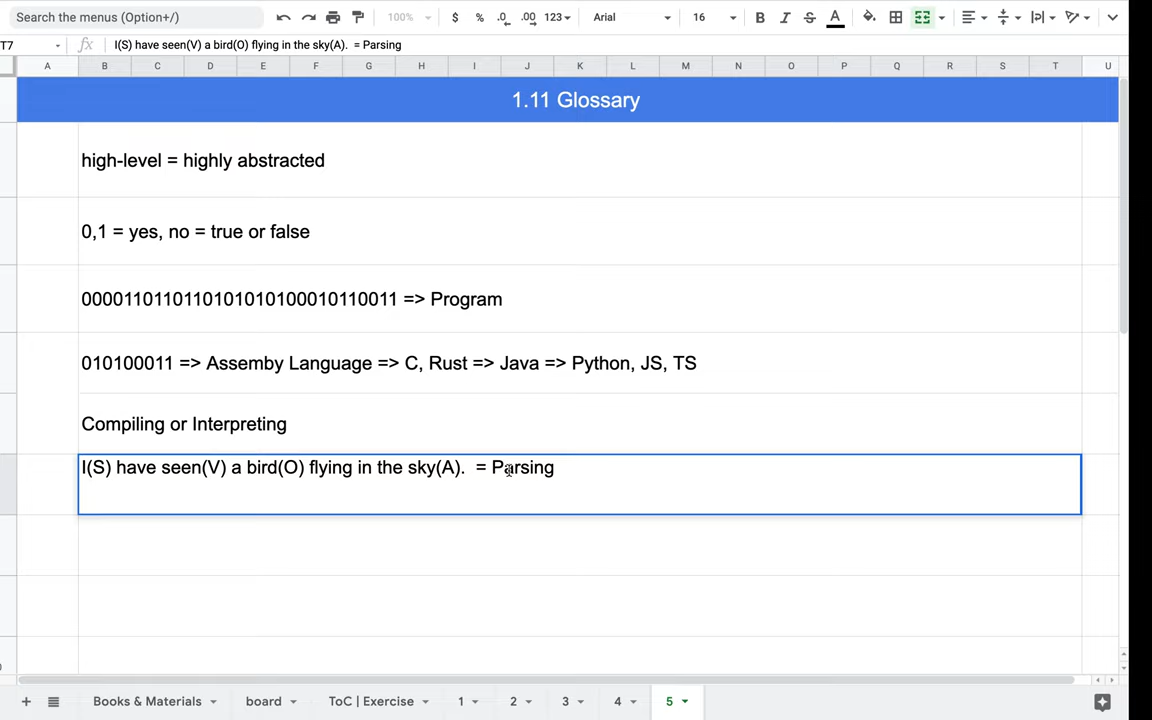 Search the menus (Option+/) 100% $ % .0 .00 123 Arial 16 B I S A
T7 fx I(S) have seen(V) a bird(O) flying in the sky(A).  = Parsing
A B C D E F G H I J K L M N O P Q R S T U
1.11 Glossary
high-level = highly abstracted
0,1 = yes, no = true or false
0000110110110101010100010110011 => Program
010100011 => Assemby Language => C, Rust => Java => Python, JS, TS
Compiling or Interpreting
I(S) have seen(V) a bird(O) flying in the sky(A).  = Parsing
+ Books & Materials board ToC | Exercise 1 2 3 4 5